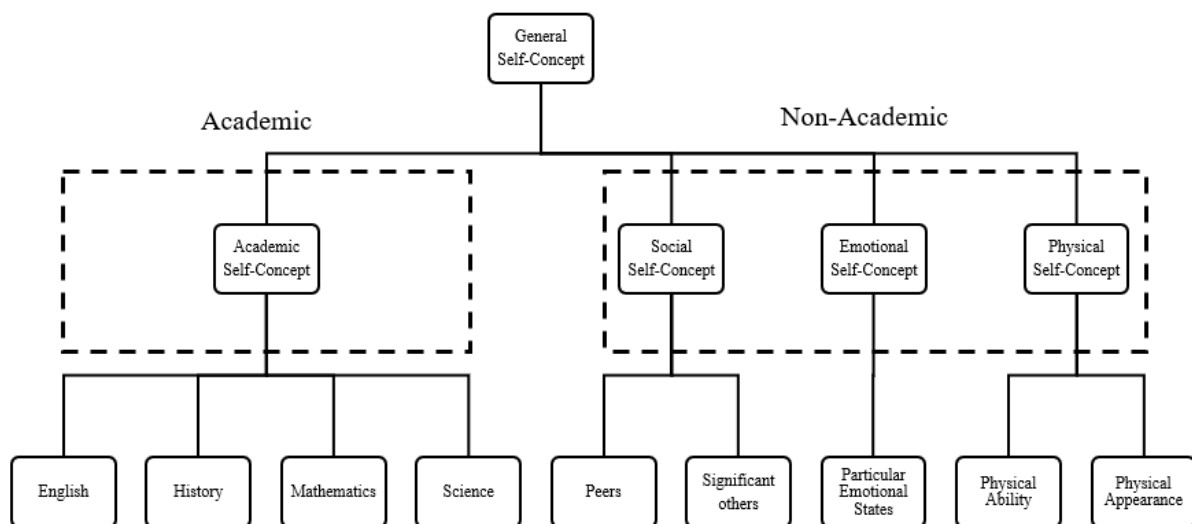 General
Self-Concept
Academic
Non-Academic
Academic
Self-Concept
Social
Self-Concept
Emotional
Self-Concept
Physical
Self-Concept
English
History
Mathematics
Science
Peers
Significant
others
Particular
Emotional
States
Physical
Ability
Physical
Appearance